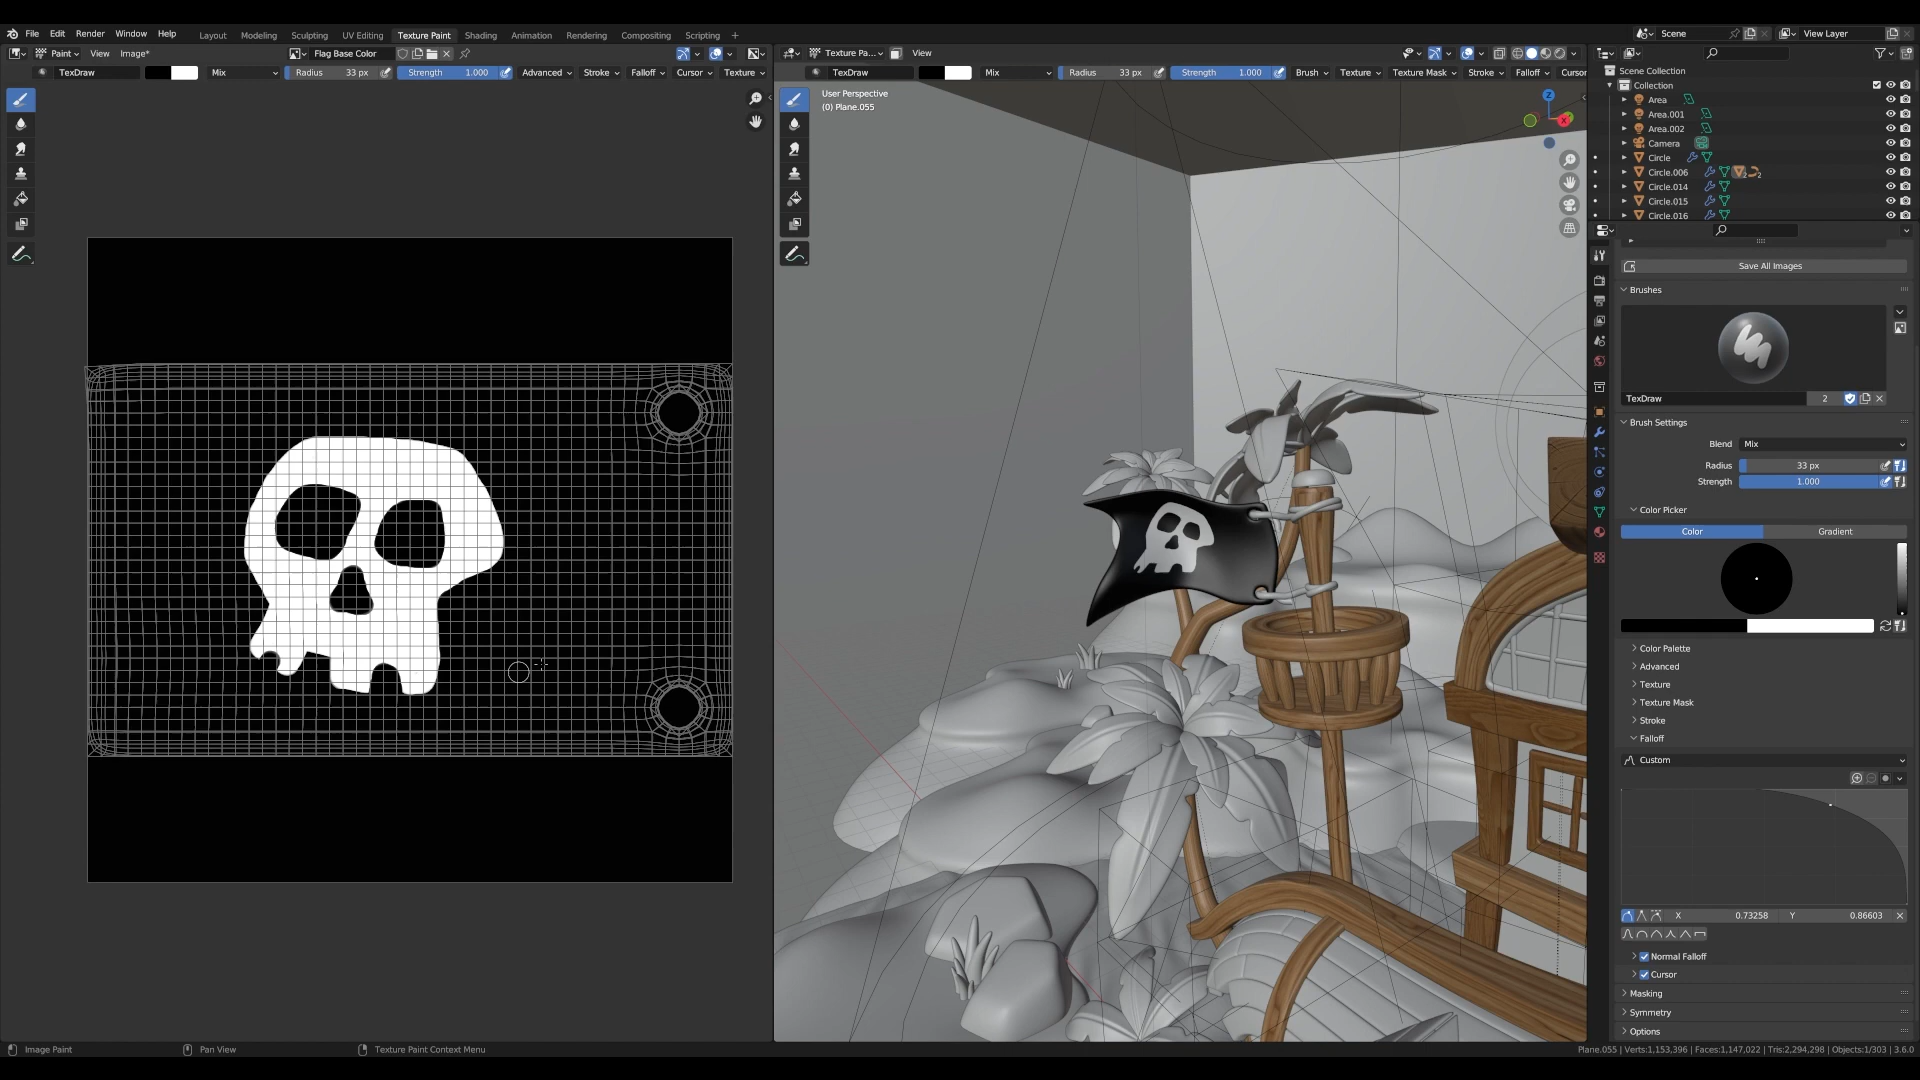 File Edit Render Window Help Layout Modeling Sculpting UV Editing Texture Paint Shading Animation Rendering Compositing Scripting + Scene View Layer
Paint View Image* Flag Base Color Texture Pa... View
TexDraw Mix Radius 33 px Strength 1.000 Advanced Stroke Falloff Cursor Texture TexDraw Mix Radius 33 px Strength 1.000 Brush Texture Texture Mask Stroke Falloff Cursor
User Perspective
(0) Plane.055
Z
X
Scene Collection
Collection
Area
Area.001
Area.002
Camera
Circle
Circle.006
2
2
Circle.014
Circle.015
Circle.016
Save All Images
Brushes
TexDraw 2
Brush Settings
Blend Mix
Radius 33 px
Strength 1.000
Color Picker
Color Gradient
Color Palette
Advanced
Texture
Texture Mask
Stroke
Falloff
Custom
X 0.73258 Y 0.86603
Normal Falloff
Cursor
Masking
Symmetry
Options
Image Paint Pan View Texture Paint Context Menu Plane.055 | Verts:1,153,396 | Faces:1,147,022 | Tris:2,294,298 | Objects:1/303 | 3.6.0